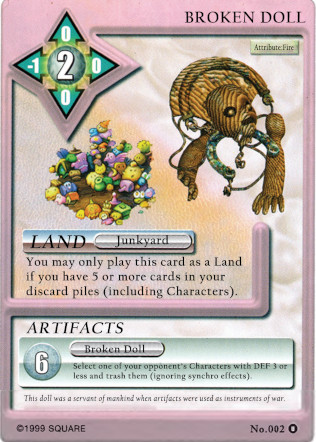 BROKEN DOLL
0
-1 2 0
0
Attribute:Fire
LAND Junkyard
You may only play this card as a Land
if you have 5 or more cards in your
discard piles (including Characters).
ARTIFACTS
6 Broken Doll
Select one of your opponent's Characters with DEF 3 or
less and trash them (ignoring synchro effects).
This doll was a servant of mankind when artifacts were used as instruments of war.
©1999 SQUARE No.002